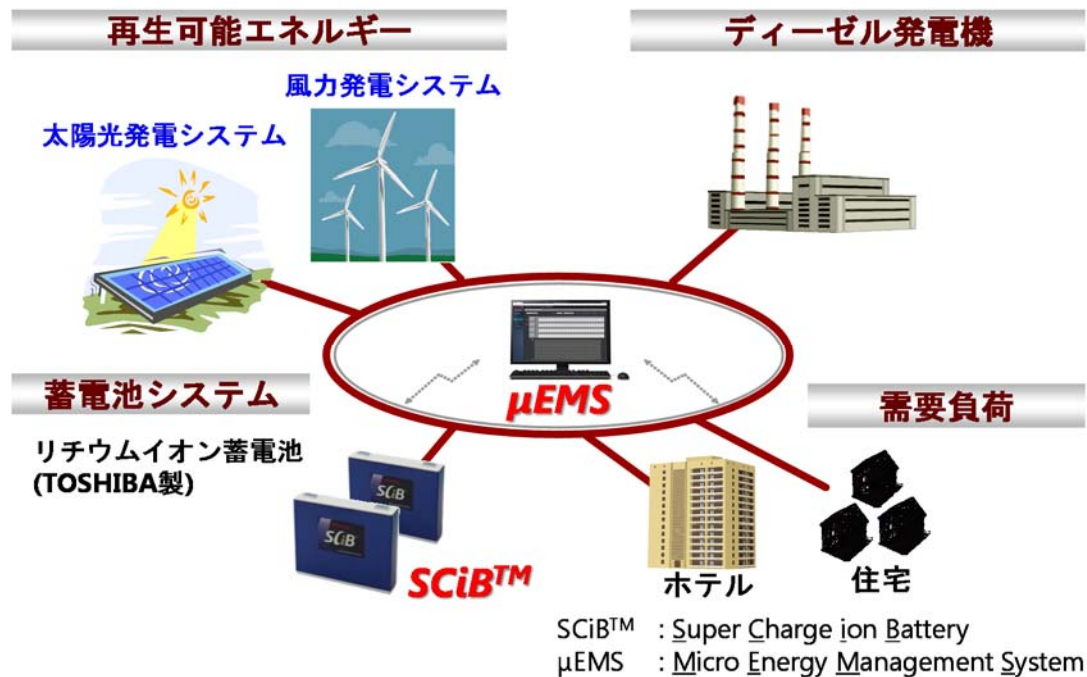 再生可能エネルギー
ディーゼル発電機
風力発電システム
太陽光発電システム
μEMS
蓄電池システム
リチウムイオン蓄電池
(TOSHIBA製)
SCiB
SCiB
SCiB™
需要負荷
ホテル
住宅
SCiB™ : Super Charge ion Battery
μEMS : Micro Energy Management System